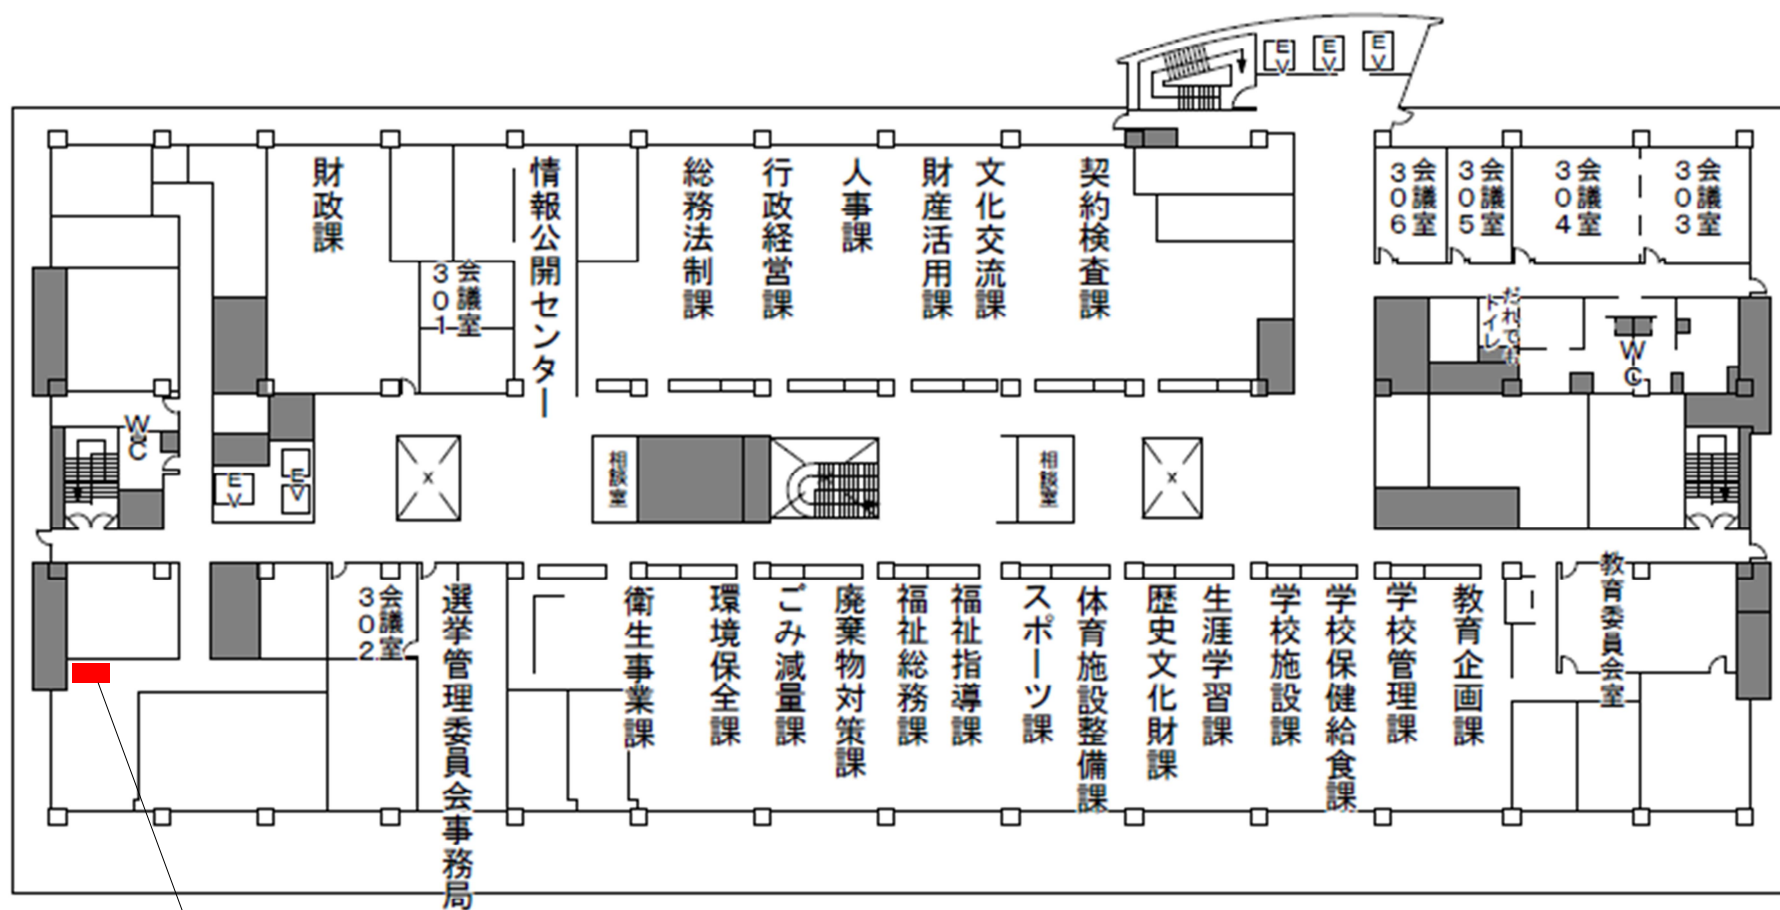 EV
EV
EV
財政課
情報公開センター
総務法制課
行政経営課
人事課
財産活用課
文化交流課
契約検査課
会議室306
会議室305
会議室304
会議室303
会議室301
だれでもトイレ
WC
WC
EV
EV
相談室
相談室
会議室302
選挙管理委員会事務局
衛生事業課
環境保全課
ごみ減量課
廃棄物対策課
福祉総務課
福祉指導課
スポーツ課
体育施設整備課
歴史文化財課
生涯学習課
学校施設課
学校保健給食課
学校管理課
教育企画課
教育委員会室